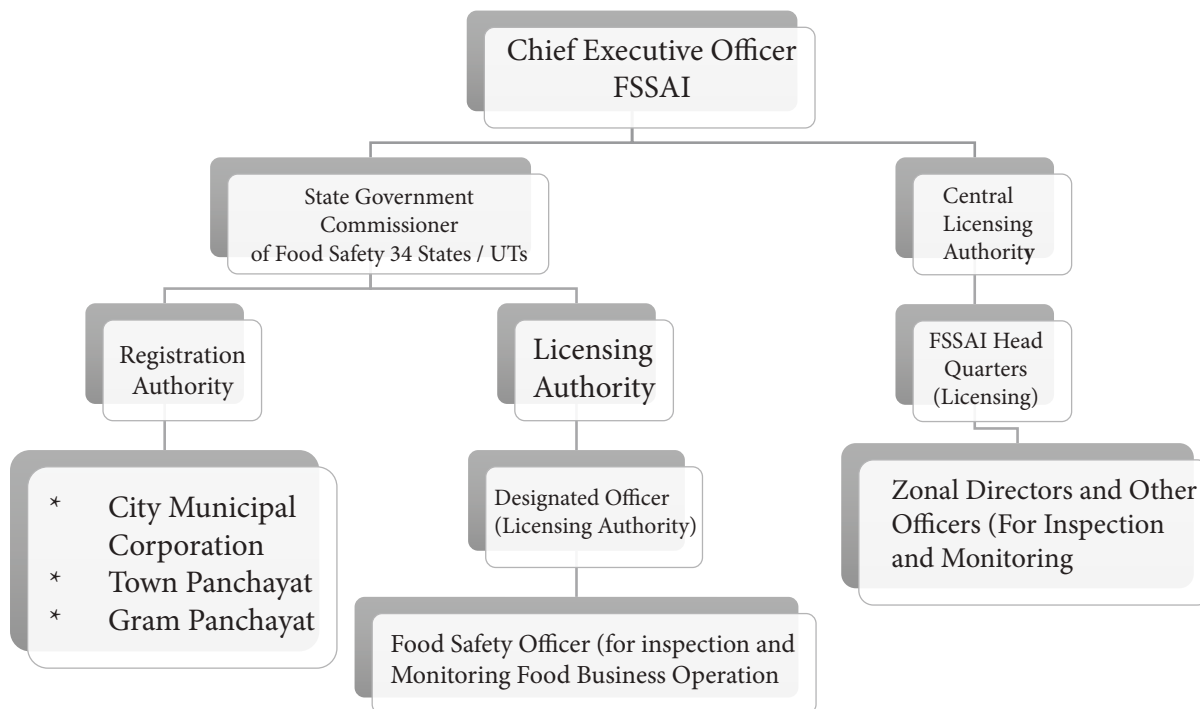 Chief Executive Officer
FSSAI
State Government
Commissioner
of Food Safety 34 States / UTs
Central
Licensing
Authority
Registration
Authority
Licensing
Authority
FSSAI Head
Quarters
(Licensing)
* City Municipal
Corporation
* Town Panchayat
* Gram Panchayat
Designated Officer
(Licensing Authority)
Zonal Directors and Other
Officers (For Inspection
and Monitoring
Food Safety Officer (for inspection and
Monitoring Food Business Operation